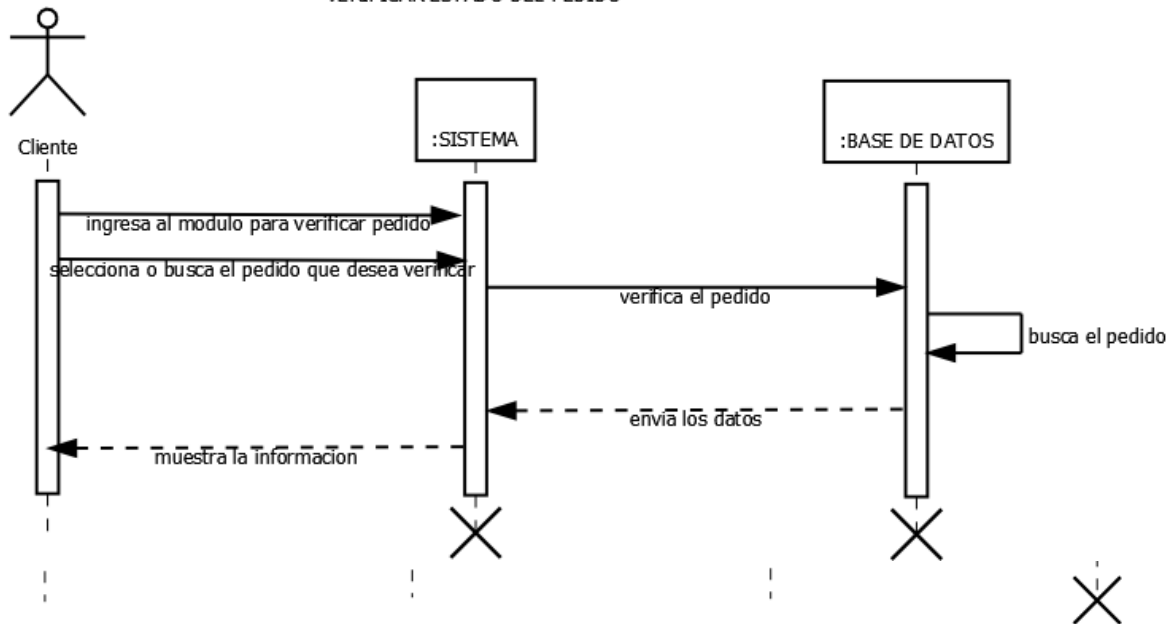 Cliente
:SISTEMA
:BASE DE DATOS
ingresa al modulo para verificar pedido
selecciona o busca el pedido que desea verificar
verifica el pedido
busca el pedido
envia los datos
muestra la informacion